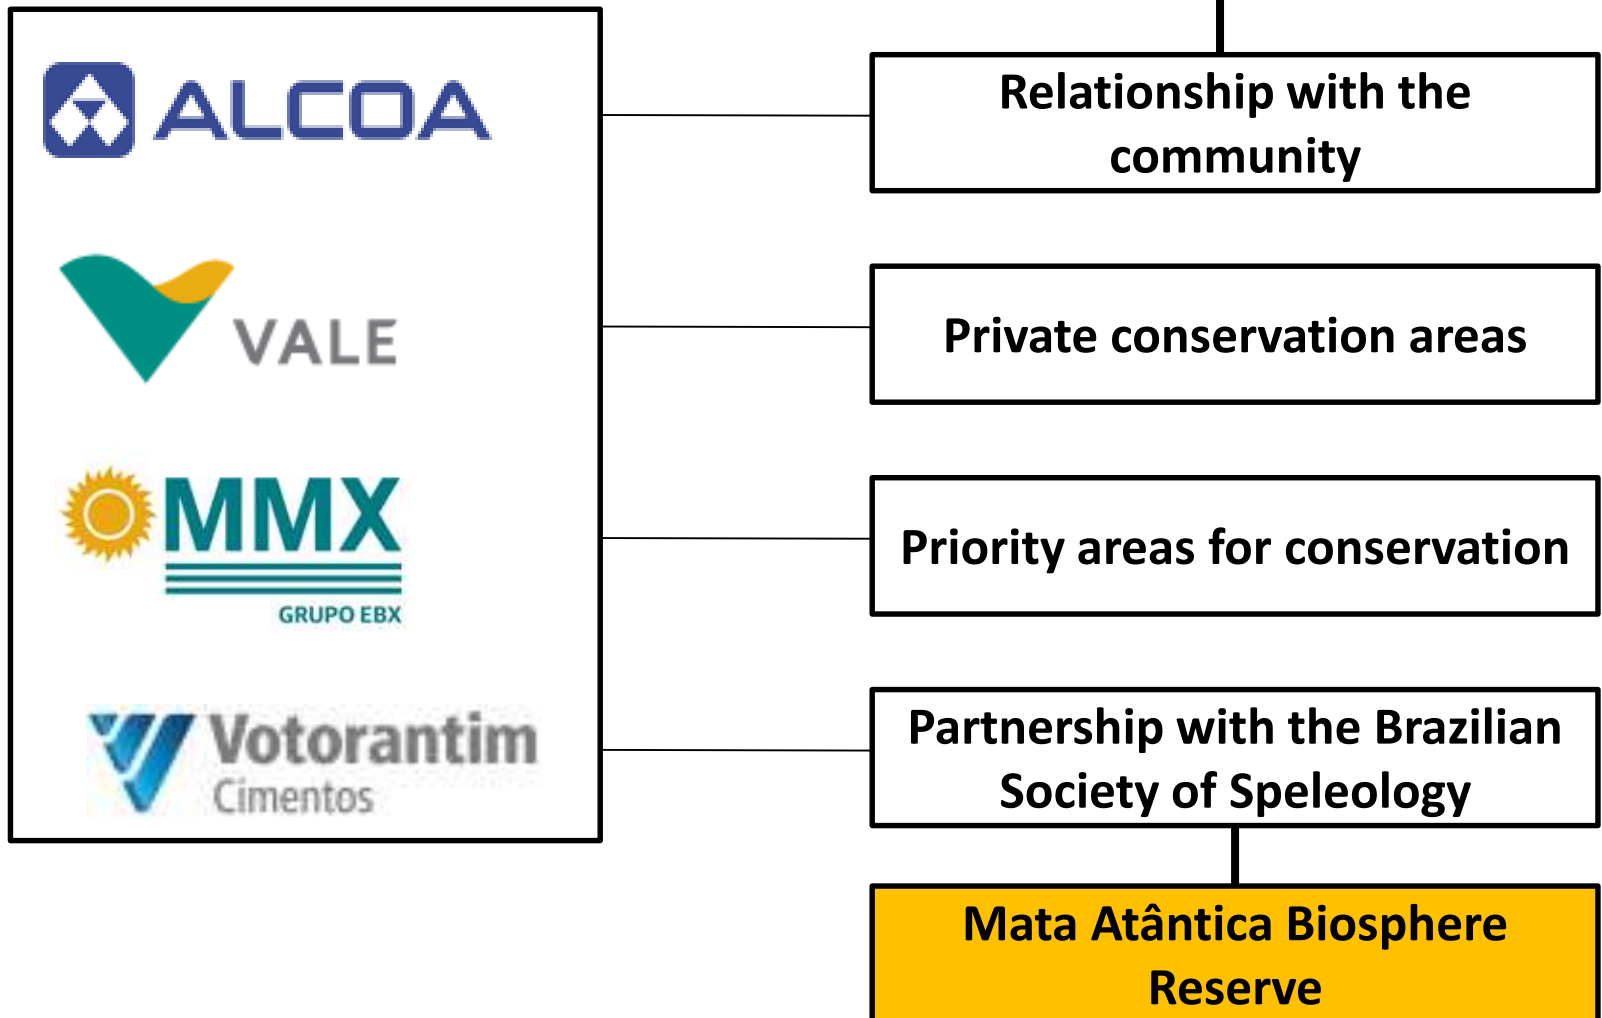 ALCOA
Relationship with the
community
VALE
Private conservation areas
MMX
GRUPO EBX
Priority areas for conservation
Votorantim
Cimentos
Partnership with the Brazilian
Society of Speleology
Mata Atântica Biosphere
Reserve